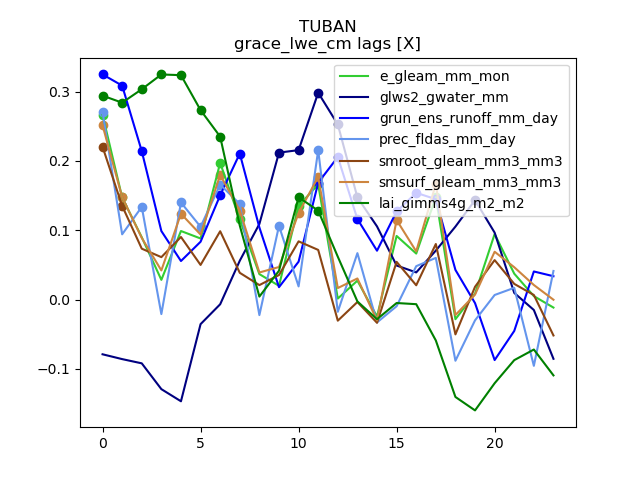 TUBAN
grace_lwe_cm lags [X]
e_gleam_mm_mon
glws2_gwater_mm
grun_ens_runoff_mm_day
prec_fldas_mm_day
smroot_gleam_mm3_mm3
smsurf_gleam_mm3_mm3
lai_gimms4g_m2_m2
0.3
0.2
0.1
0.0
−0.1
0 5 10 15 20